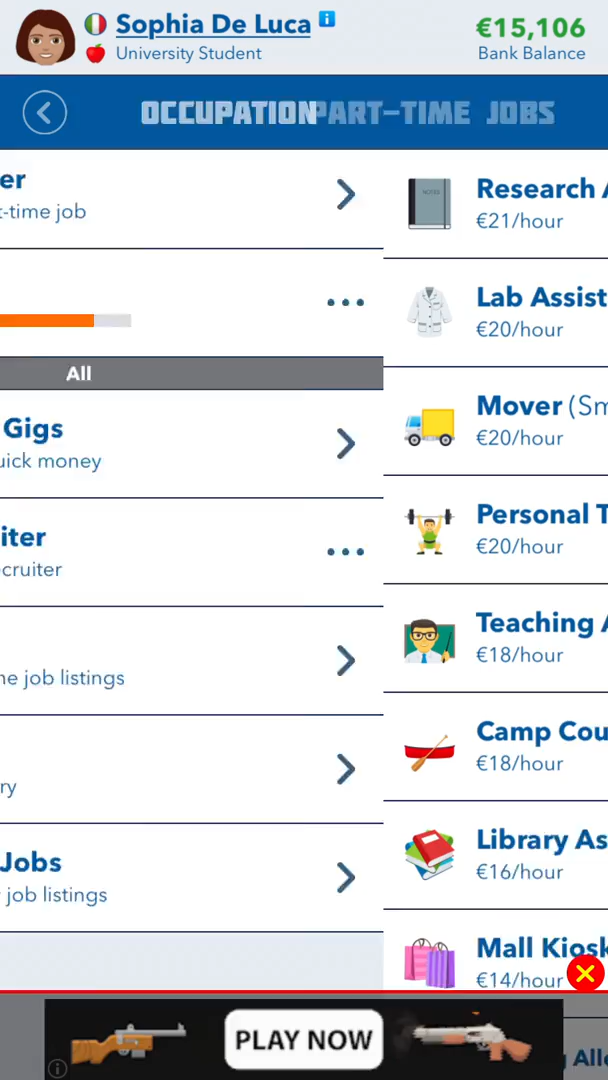 Sophia De Luca
University Student
€15,106
Bank Balance
OCCUPATION
PART-TIME JOBS
er
t-time job
All
Gigs
uick money
iter
ecruiter
ne job listings
ry
Jobs
job listings
NOTES
Research A
€21/hour
Lab Assist
€20/hour
Mover (Sm
€20/hour
Personal T
€20/hour
Teaching A
€18/hour
Camp Cou
€18/hour
Library As
€16/hour
Mall Kiosk
€14/hour
PLAY NOW